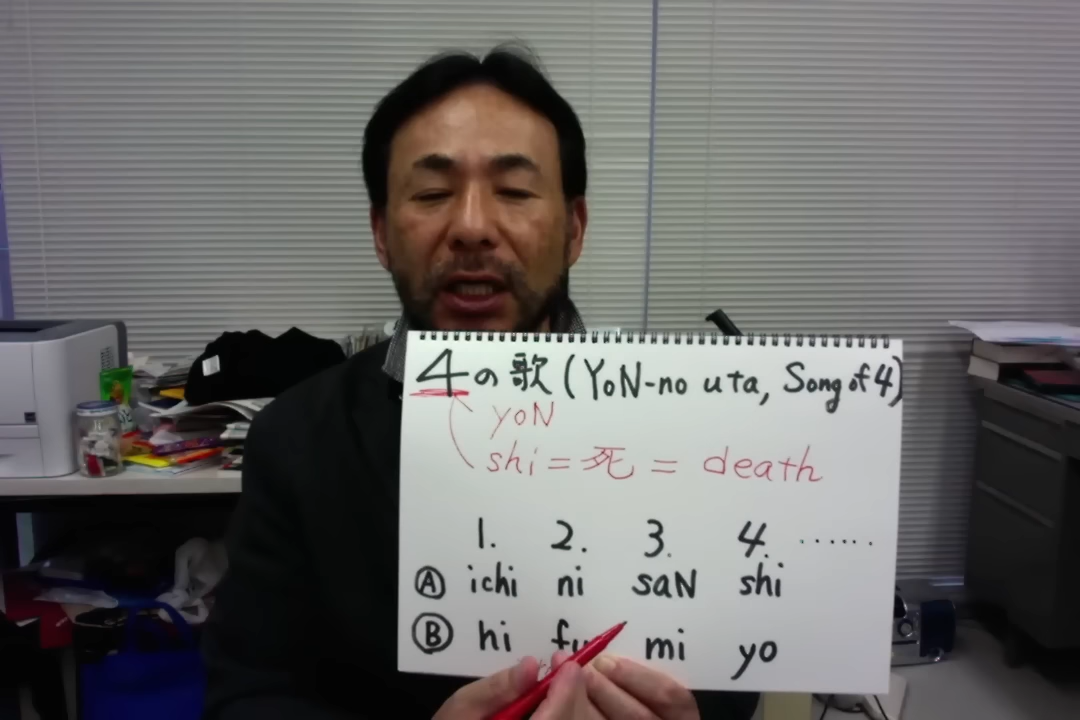 4の歌(YoN-no uta, Song of 4)
yoN
shi=死=death
1. 2. 3. 4. ......
Ⓐ ichi ni saN shi
Ⓑ hi fu mi yo